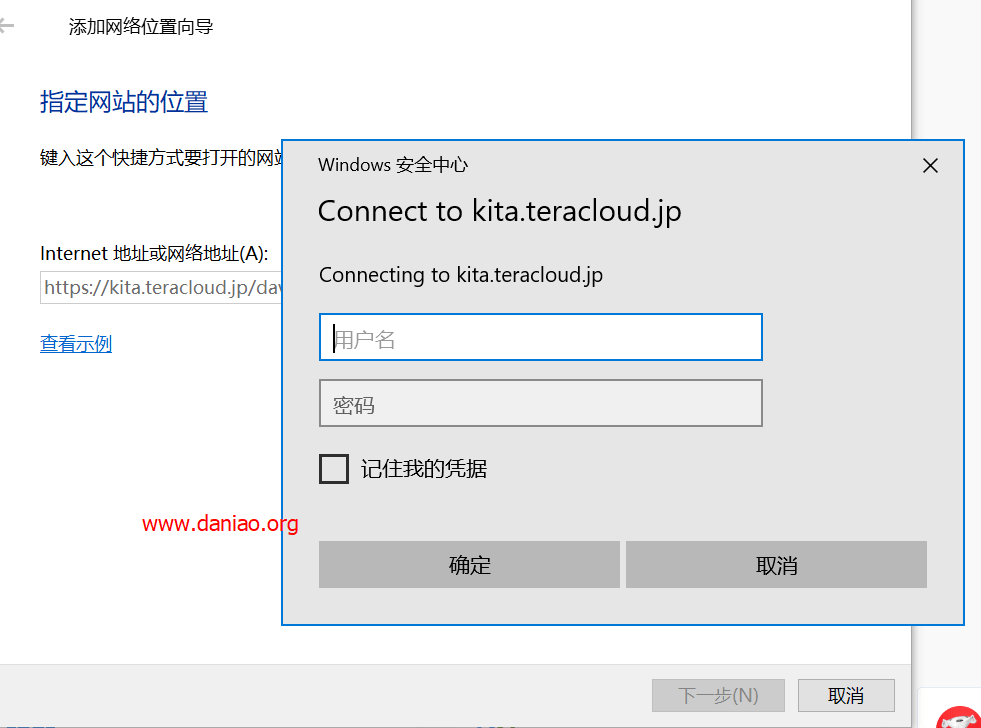 添加网络位置向导
指定网站的位置
键入这个快捷方式要打开的网站
Internet 地址或网络地址(A):
https://kita.teracloud.jp/dav
查看示例
Windows 安全中心
Connect to kita.teracloud.jp
Connecting to kita.teracloud.jp
用户名
密码
记住我的凭据
www.daniao.org
确定
取消
下一步(N)
取消